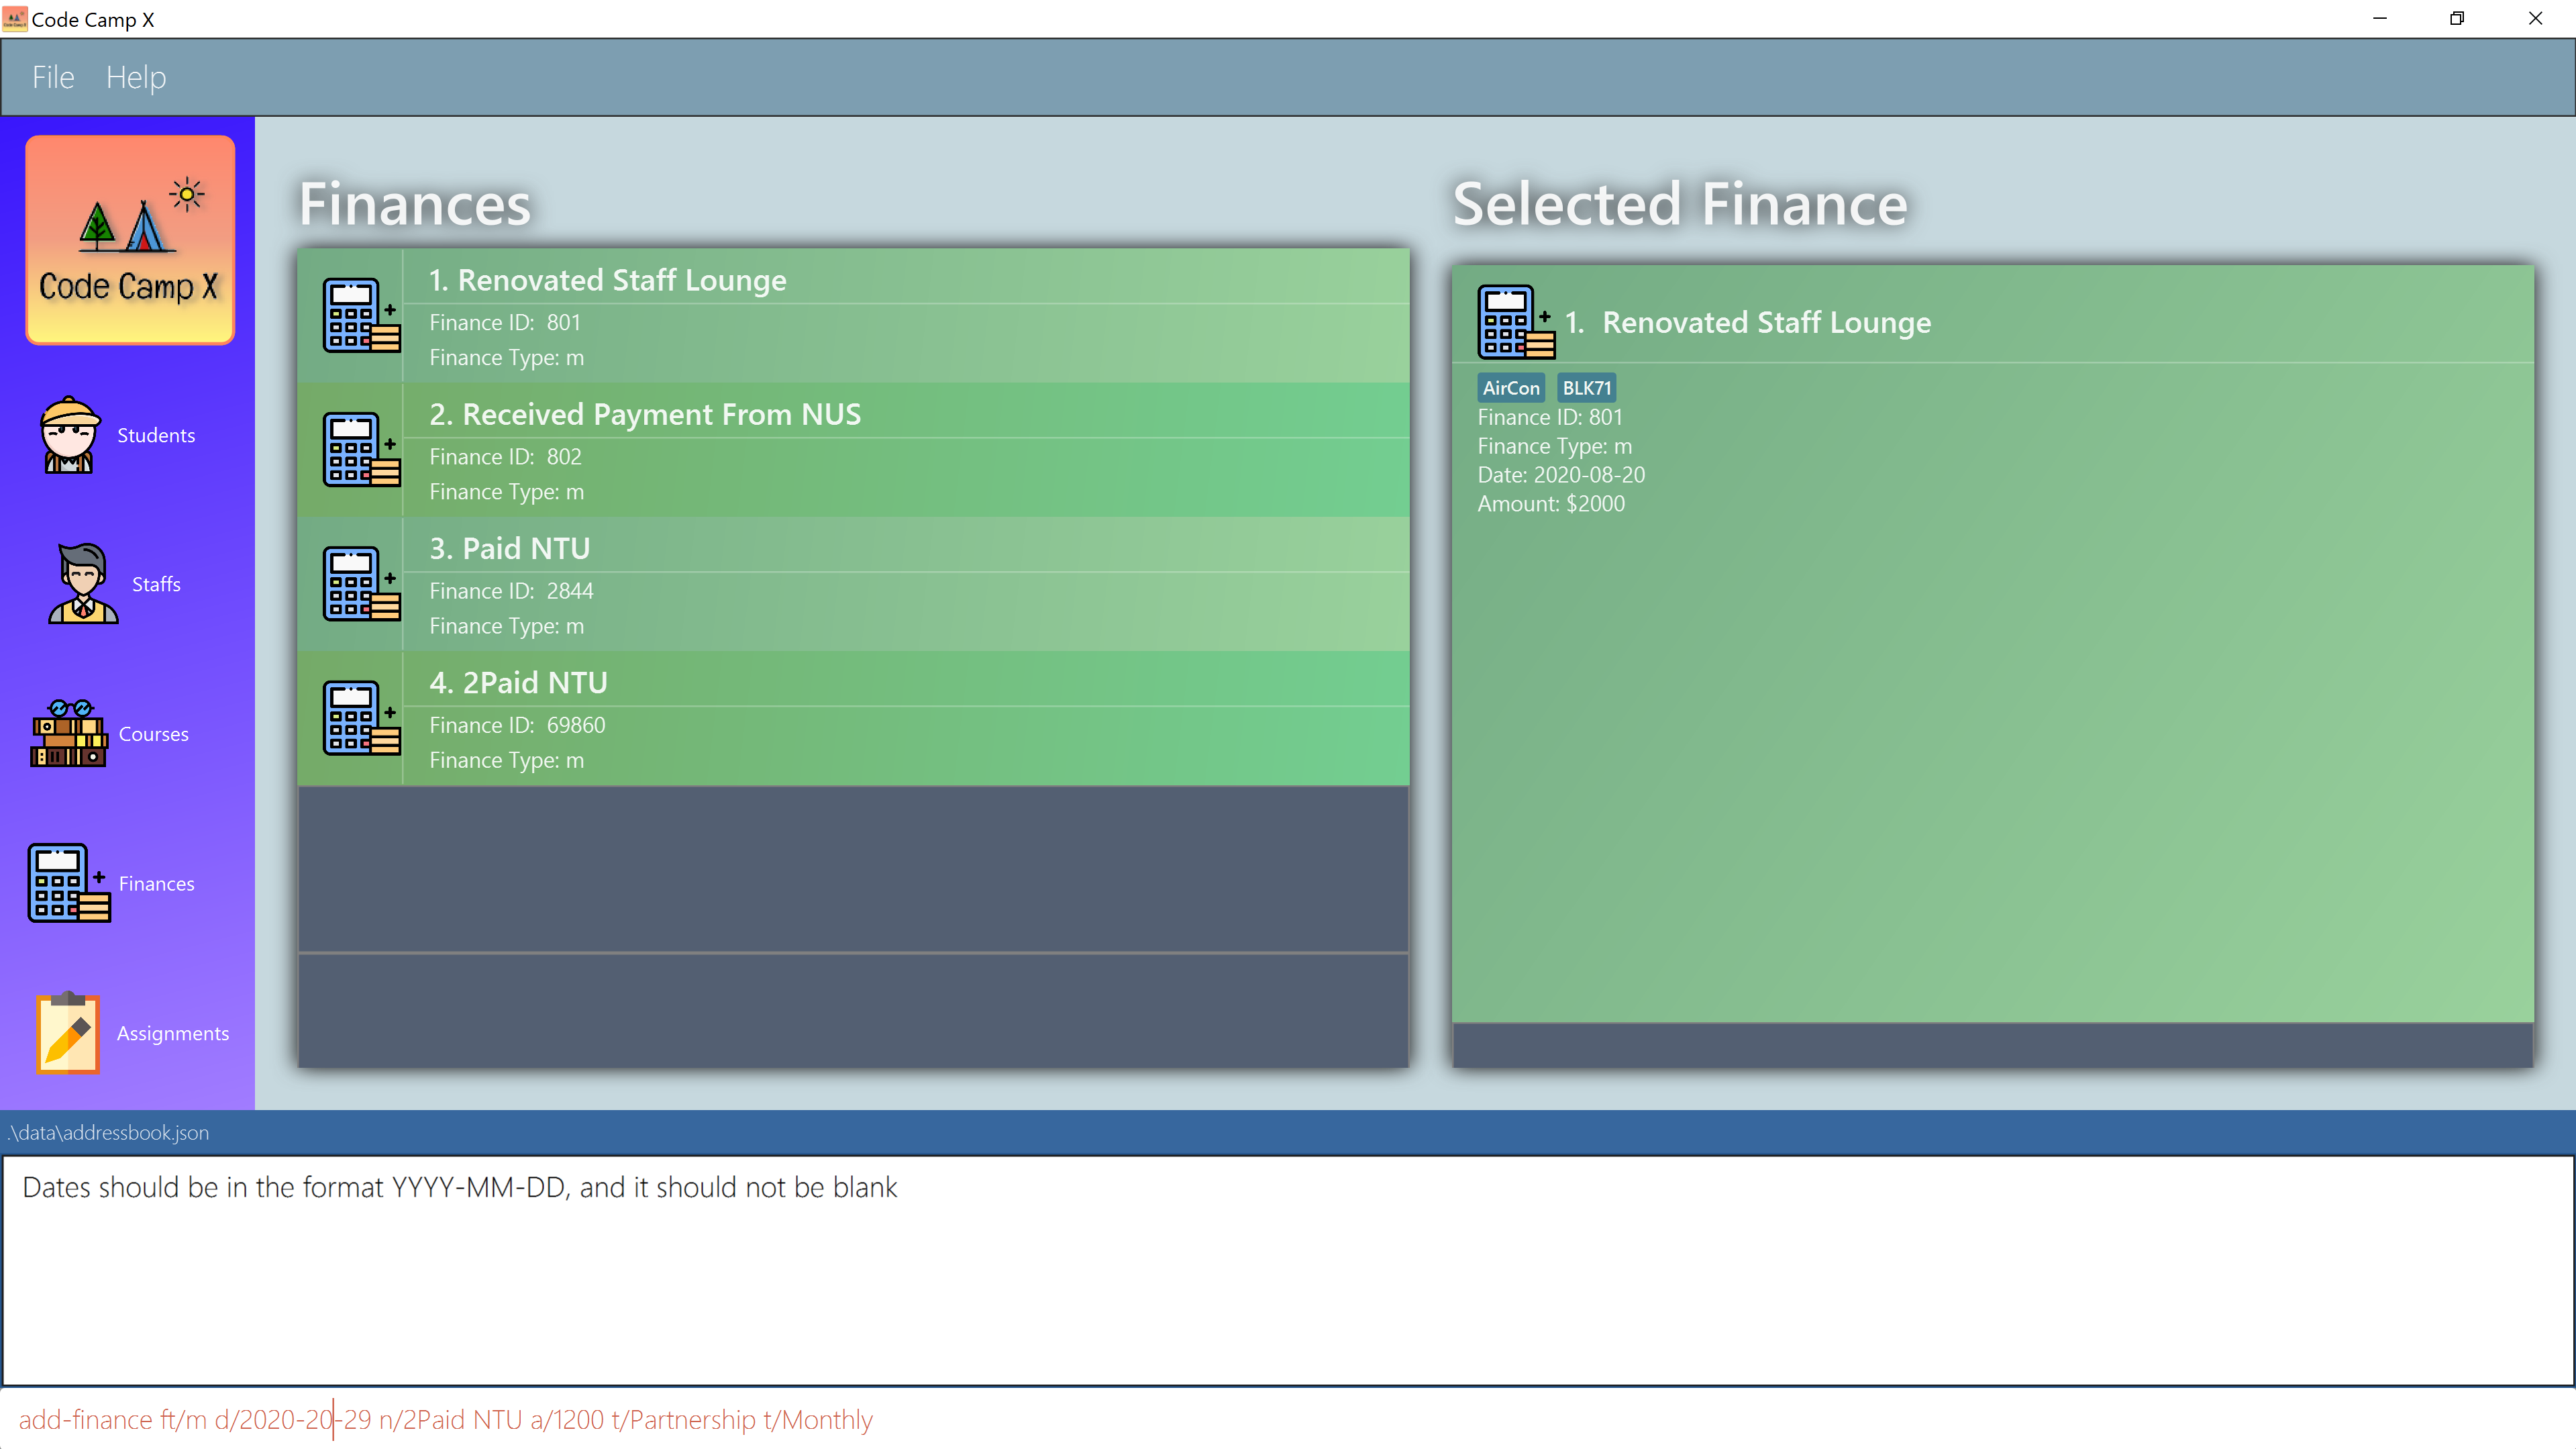 Code Camp X
File Help
Code Camp X
Students
Staffs
Courses
Finances
Assignments
Finances
1. Renovated Staff Lounge
Finance ID: 801
Finance Type: m
2. Received Payment From NUS
Finance ID: 802
Finance Type: m
3. Paid NTU
Finance ID: 2844
Finance Type: m
4. 2Paid NTU
Finance ID: 69860
Finance Type: m
Selected Finance
1. Renovated Staff Lounge
AirCon BLK71
Finance ID: 801
Finance Type: m
Date: 2020-08-20
Amount: $2000
.\data\addressbook.json
Dates should be in the format YYYY-MM-DD, and it should not be blank
add-finance ft/m d/2020-20-29 n/2Paid NTU a/1200 t/Partnership t/Monthly